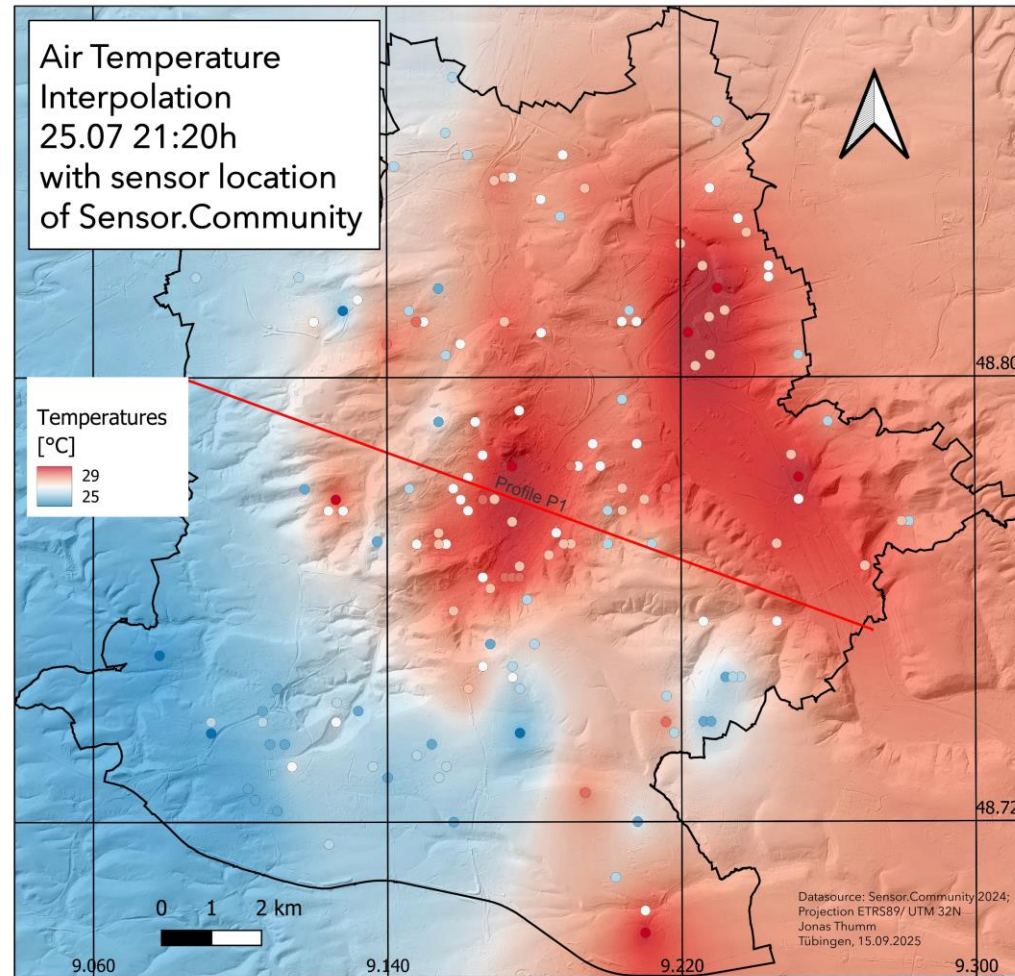 Air Temperature
Interpolation
25.07 21:20h
with sensor location
of Sensor.Community
48.80
Temperatures
[°C]
29
25
Profile P1
48.72
0 1 2 km
Datasource: Sensor.Community 2024;
Projection ETRS89/ UTM 32N
Jonas Thumm
Tübingen, 15.09.2025
9.060 9.140 9.220 9.300